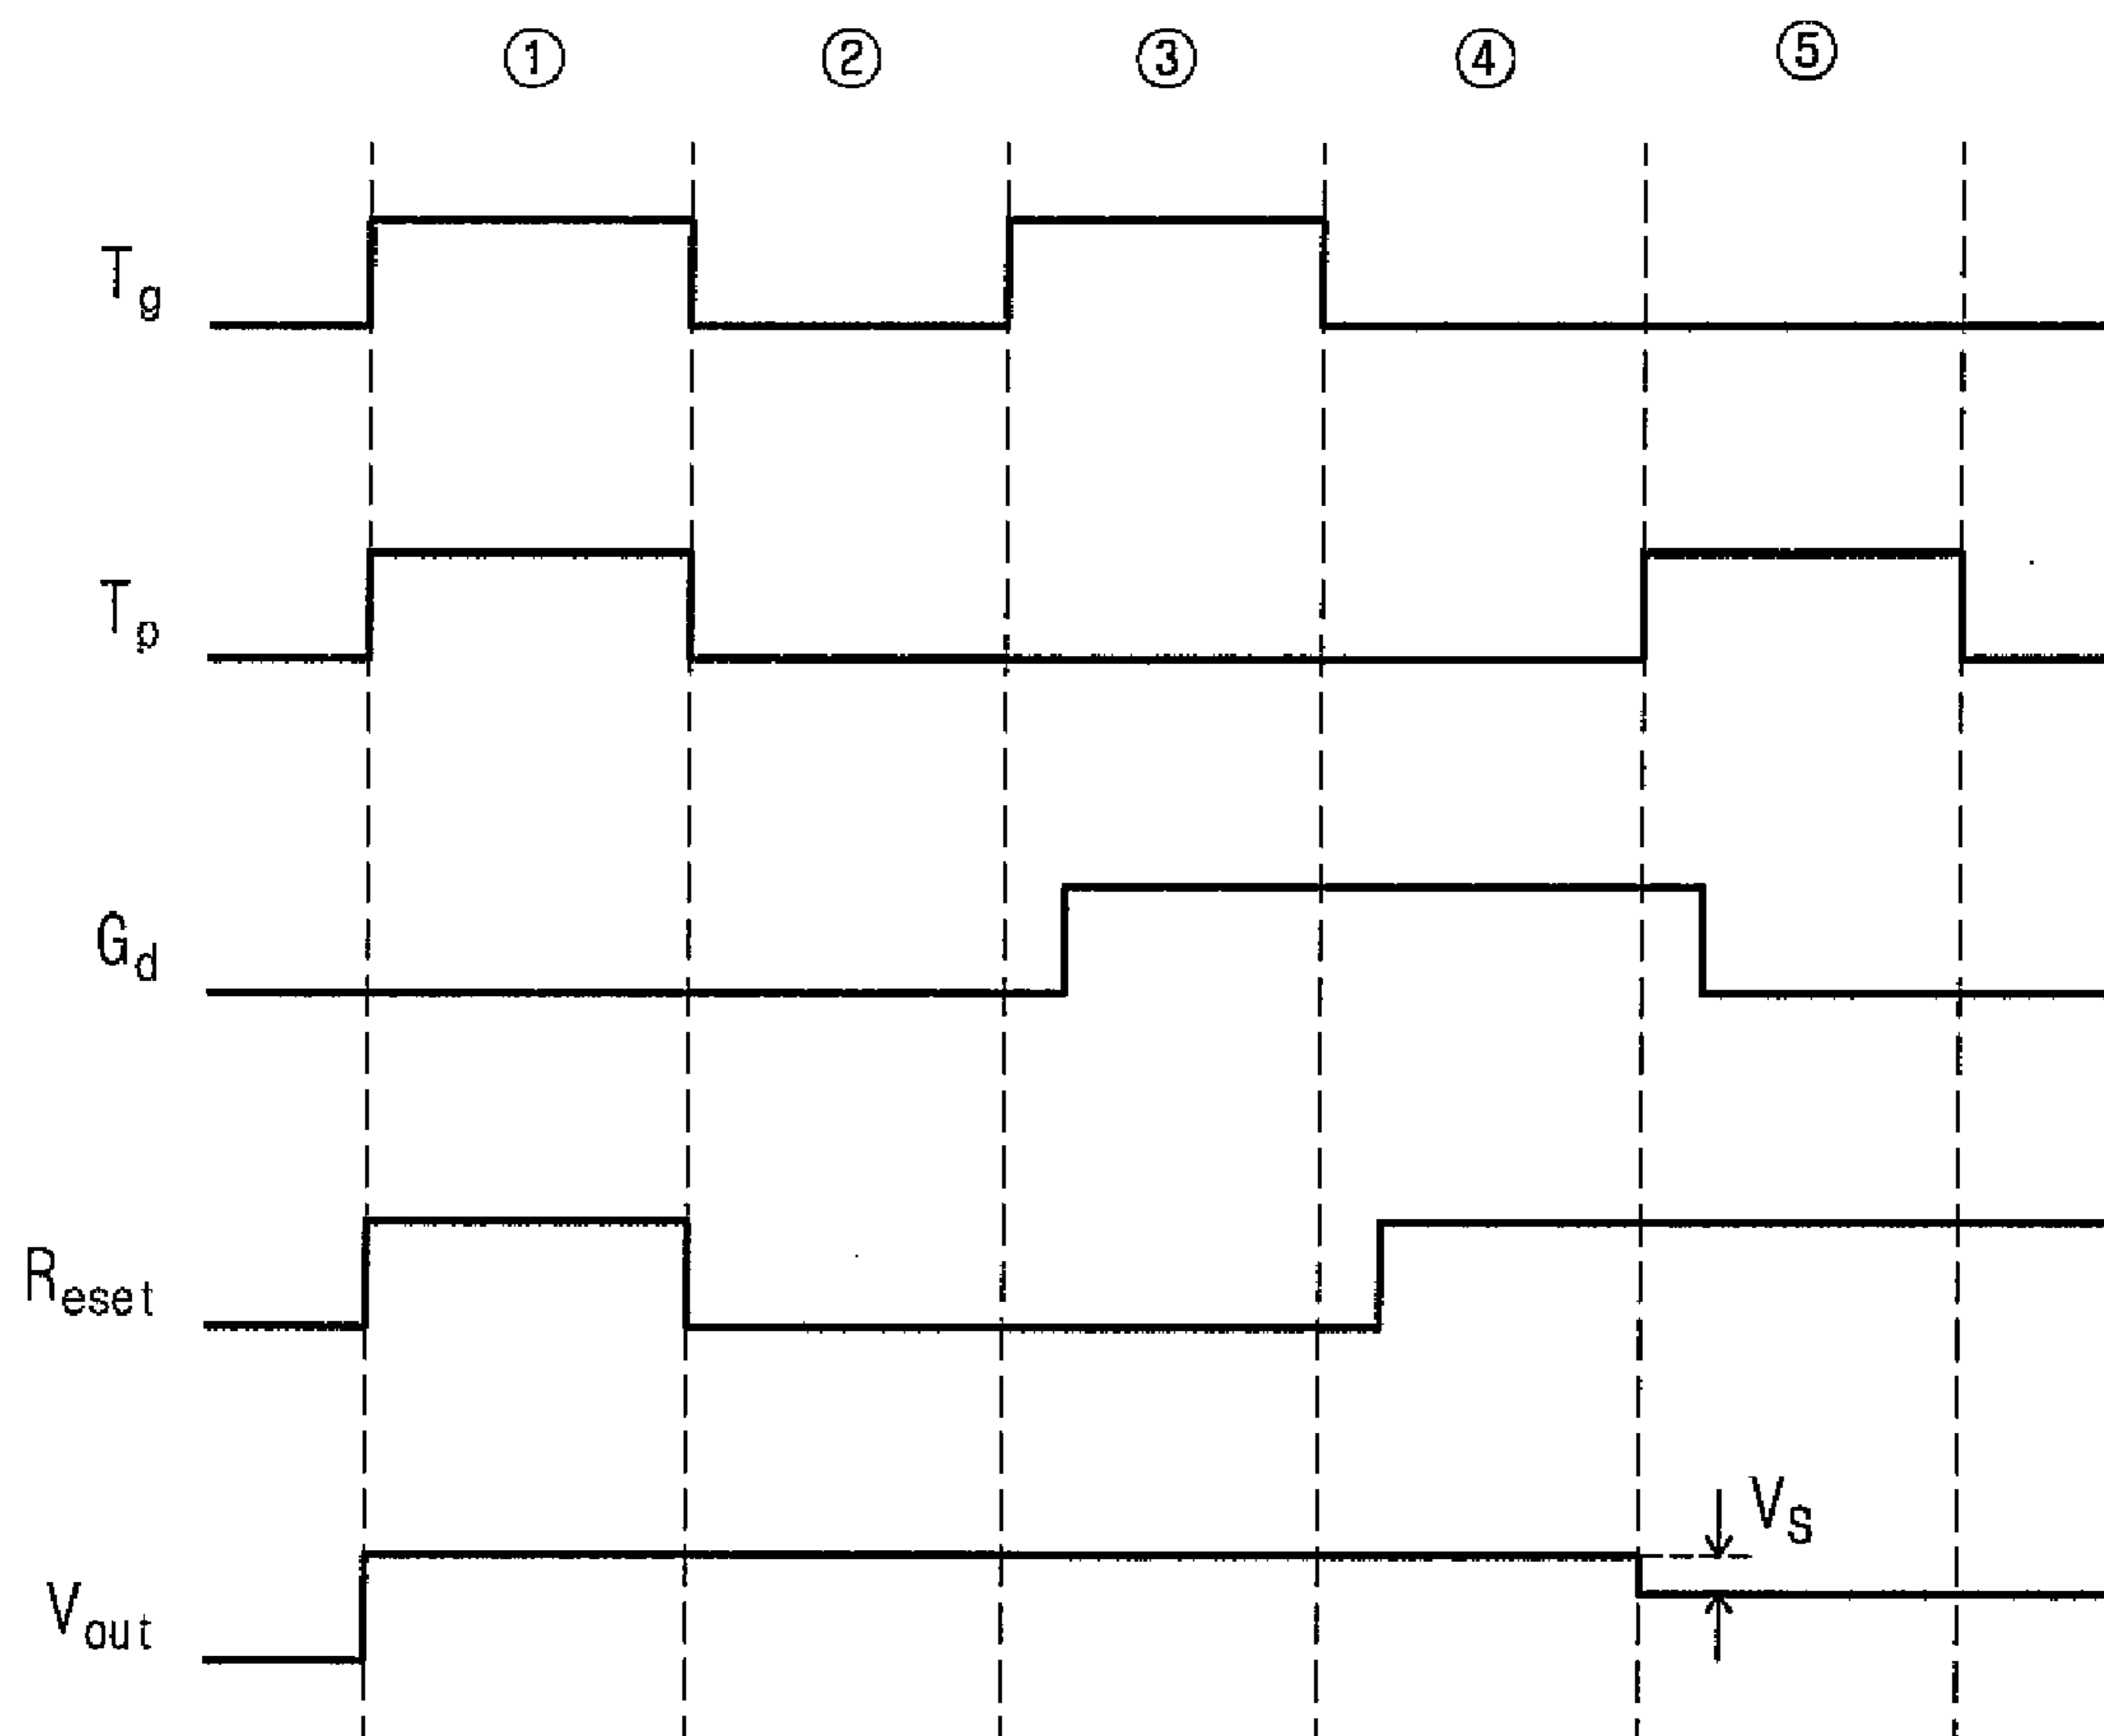 ① ② ③ ④ ⑤
Tg
Tp
Gd
Reset
VS
Vout